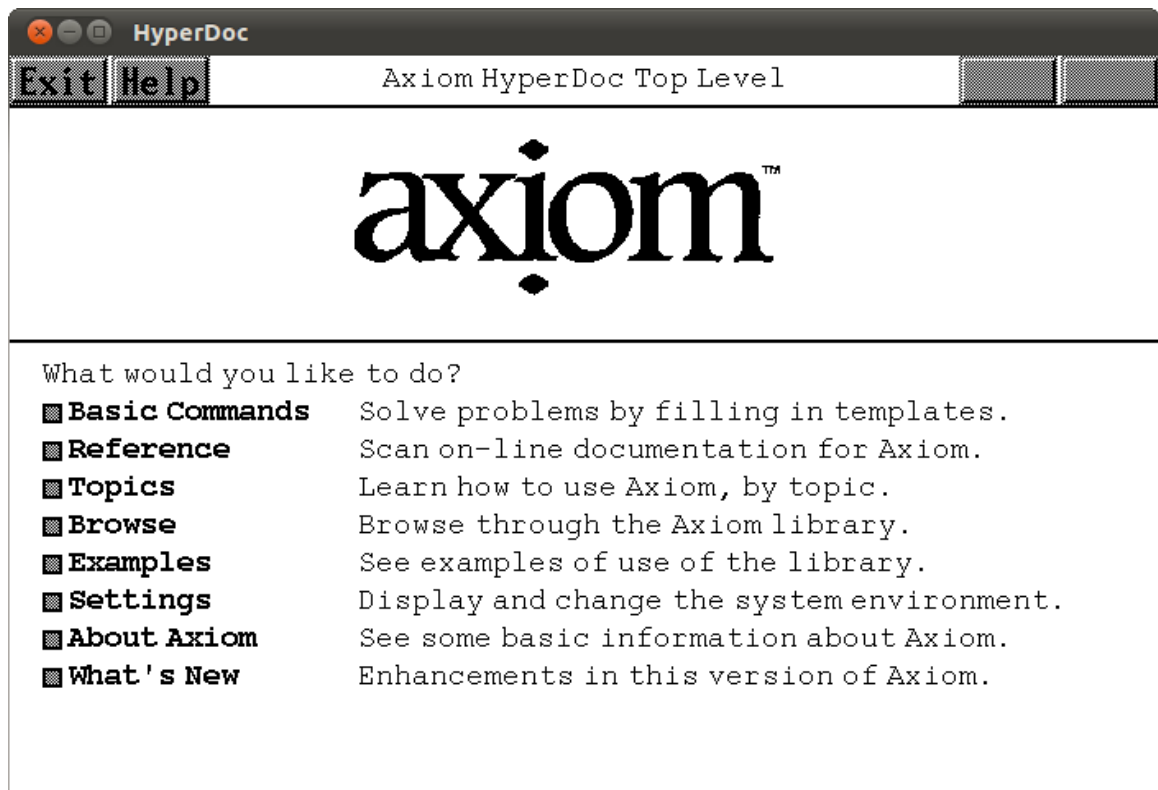 HyperDoc
Exit Help Axiom HyperDoc Top Level
axiom™
What would you like to do?
Basic Commands Solve problems by filling in templates.
Reference Scan on-line documentation for Axiom.
Topics Learn how to use Axiom, by topic.
Browse Browse through the Axiom library.
Examples See examples of use of the library.
Settings Display and change the system environment.
About Axiom See some basic information about Axiom.
What's New Enhancements in this version of Axiom.